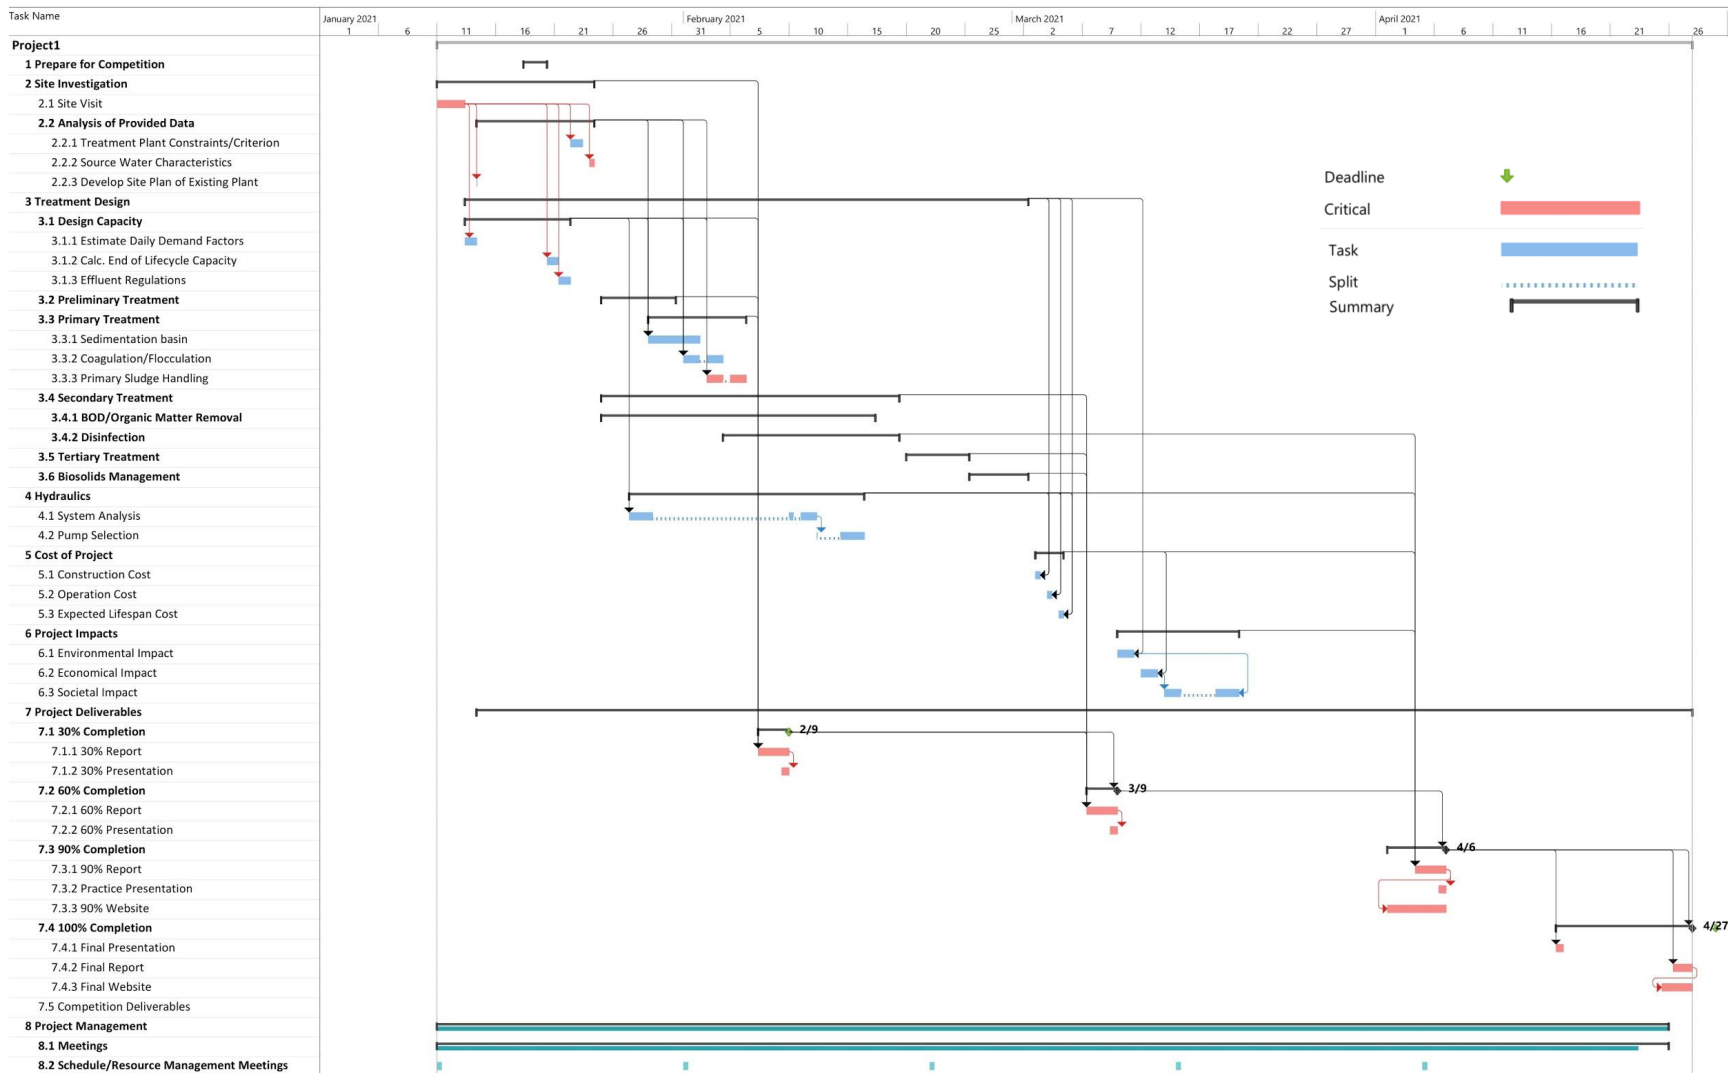 Task Name
January 2021 February 2021 March 2021 April 2021
1 6 11 16 21 26 31 5 10 15 20 25 2 7 12 17 22 27 1 6 11 16 21 26
Project1
1 Prepare for Competition
2 Site Investigation
2.1 Site Visit
2.2 Analysis of Provided Data
2.2.1 Treatment Plant Constraints/Criterion
2.2.2 Source Water Characteristics
2.2.3 Develop Site Plan of Existing Plant
Deadline
Critical
Task
Split
Summary
3 Treatment Design
3.1 Design Capacity
3.1.1 Estimate Daily Demand Factors
3.1.2 Calc. End of Lifecycle Capacity
3.1.3 Effluent Regulations
3.2 Preliminary Treatment
3.3 Primary Treatment
3.3.1 Sedimentation basin
3.3.2 Coagulation/Flocculation
3.3.3 Primary Sludge Handling
3.4 Secondary Treatment
3.4.1 BOD/Organic Matter Removal
3.4.2 Disinfection
3.5 Tertiary Treatment
3.6 Biosolids Management
4 Hydraulics
4.1 System Analysis
4.2 Pump Selection
5 Cost of Project
5.1 Construction Cost
5.2 Operation Cost
5.3 Expected Lifespan Cost
6 Project Impacts
6.1 Environmental Impact
6.2 Economical Impact
6.3 Societal Impact
7 Project Deliverables
7.1 30% Completion 2/9
7.1.1 30% Report
7.1.2 30% Presentation
7.2 60% Completion 3/9
7.2.1 60% Report
7.2.2 60% Presentation
7.3 90% Completion 4/6
7.3.1 90% Report
7.3.2 Practice Presentation
7.3.3 90% Website
7.4 100% Completion 4/27
7.4.1 Final Presentation
7.4.2 Final Report
7.4.3 Final Website
7.5 Competition Deliverables
8 Project Management
8.1 Meetings
8.2 Schedule/Resource Management Meetings